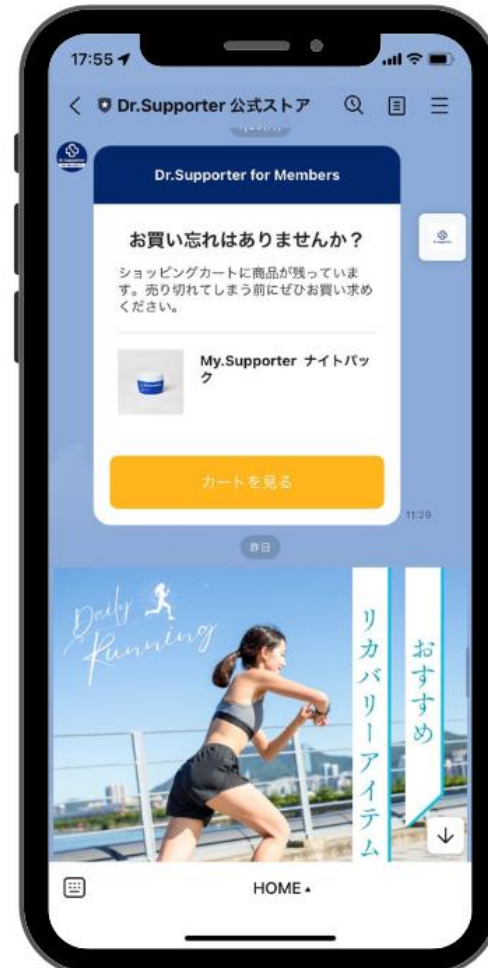 17:55
Dr.Supporter 公式ストア
Dr.Supporter for Members
お買い忘れはありませんか？
ショッピングカートに商品が残っていま
す。売り切れてしまう前にぜひお買い求め
ください。
My.Supporter ナイトパッ
ク
カートを見る
11:29
昨日
Daily
Running
おすすめ
リカバリーアイテム
HOME